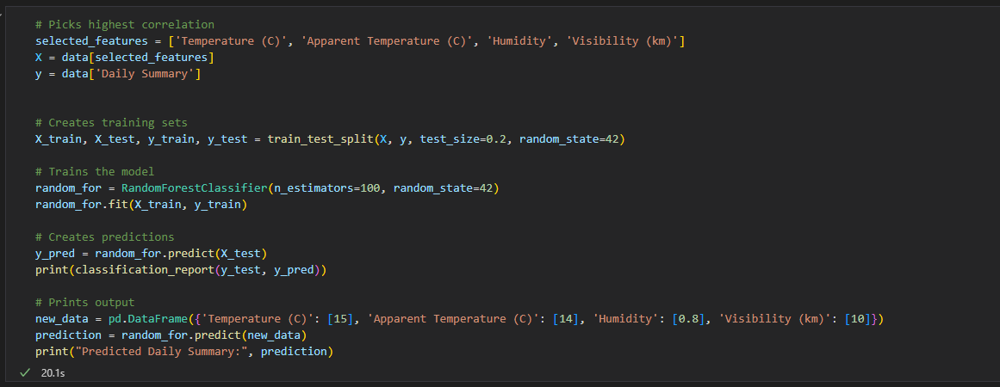 # Picks highest correlation
selected_features = ['Temperature (C)', 'Apparent Temperature (C)', 'Humidity', 'Visibility (km)']
X = data[selected_features]
y = data['Daily Summary']
# Creates training sets
X_train, X_test, y_train, y_test = train_test_split(X, y, test_size=0.2, random_state=42)
# Trains the model
random_for = RandomForestClassifier(n_estimators=100, random_state=42)
random_for.fit(X_train, y_train)
# Creates predictions
y_pred = random_for.predict(X_test)
print(classification_report(y_test, y_pred))
# Prints output
new_data = pd.DataFrame({'Temperature (C)': [15], 'Apparent Temperature (C)': [14], 'Humidity': [0.8], 'Visibility (km)': [10]})
prediction = random_for.predict(new_data)
print("Predicted Daily Summary:", prediction)
20.1s